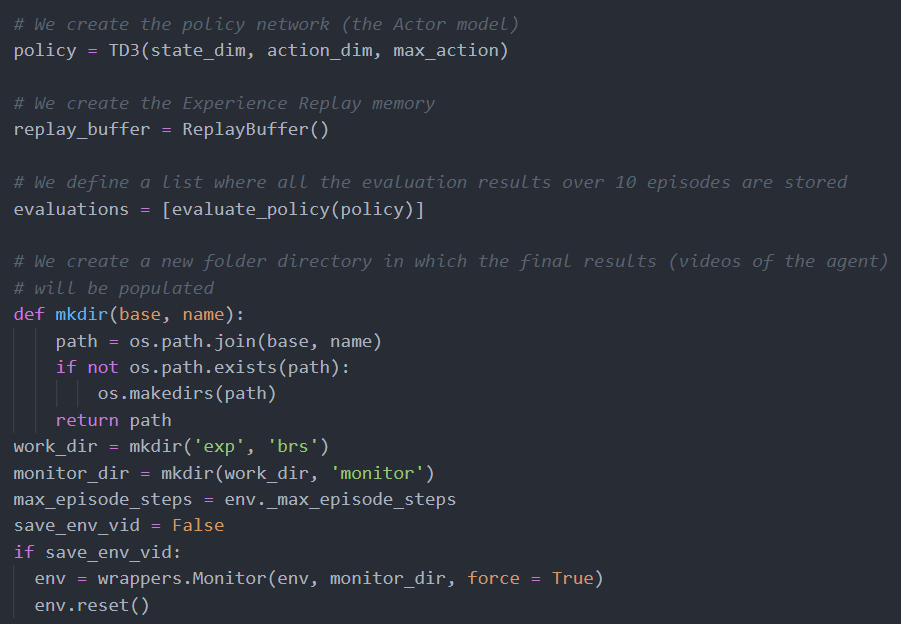 # We create the policy network (the Actor model)
policy = TD3(state_dim, action_dim, max_action)

# We create the Experience Replay memory
replay_buffer = ReplayBuffer()

# We define a list where all the evaluation results over 10 episodes are stored
evaluations = [evaluate_policy(policy)]

# We create a new folder directory in which the final results (videos of the agent)
# will be populated
def mkdir(base, name):
    path = os.path.join(base, name)
    if not os.path.exists(path):
        os.makedirs(path)
    return path
work_dir = mkdir('exp', 'brs')
monitor_dir = mkdir(work_dir, 'monitor')
max_episode_steps = env._max_episode_steps
save_env_vid = False
if save_env_vid:
  env = wrappers.Monitor(env, monitor_dir, force = True)
  env.reset()